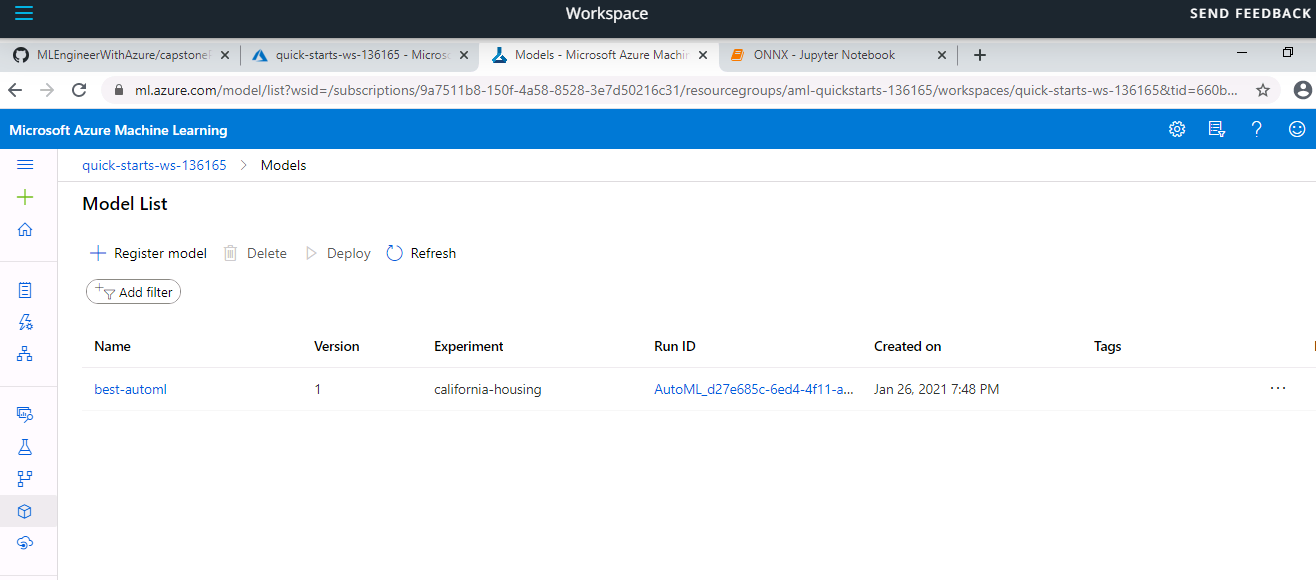 Workspace
SEND FEEDBACK
MLEngineerWithAzure/capstone
quick-starts-ws-136165 - Micros
Models - Microsoft Azure Machin
ONNX - Jupyter Notebook
ml.azure.com/model/list?wsid=/subscriptions/9a7511b8-150f-4a58-8528-3e7d50216c31/resourcegroups/aml-quickstarts-136165/workspaces/quick-starts-ws-136165&tid=660b...
Microsoft Azure Machine Learning
quick-starts-ws-136165 > Models
Model List
Register model Delete Deploy Refresh
Add filter
Name Version Experiment Run ID Created on Tags
best-automl 1 california-housing AutoML_d27e685c-6ed4-4f11-a... Jan 26, 2021 7:48 PM ...